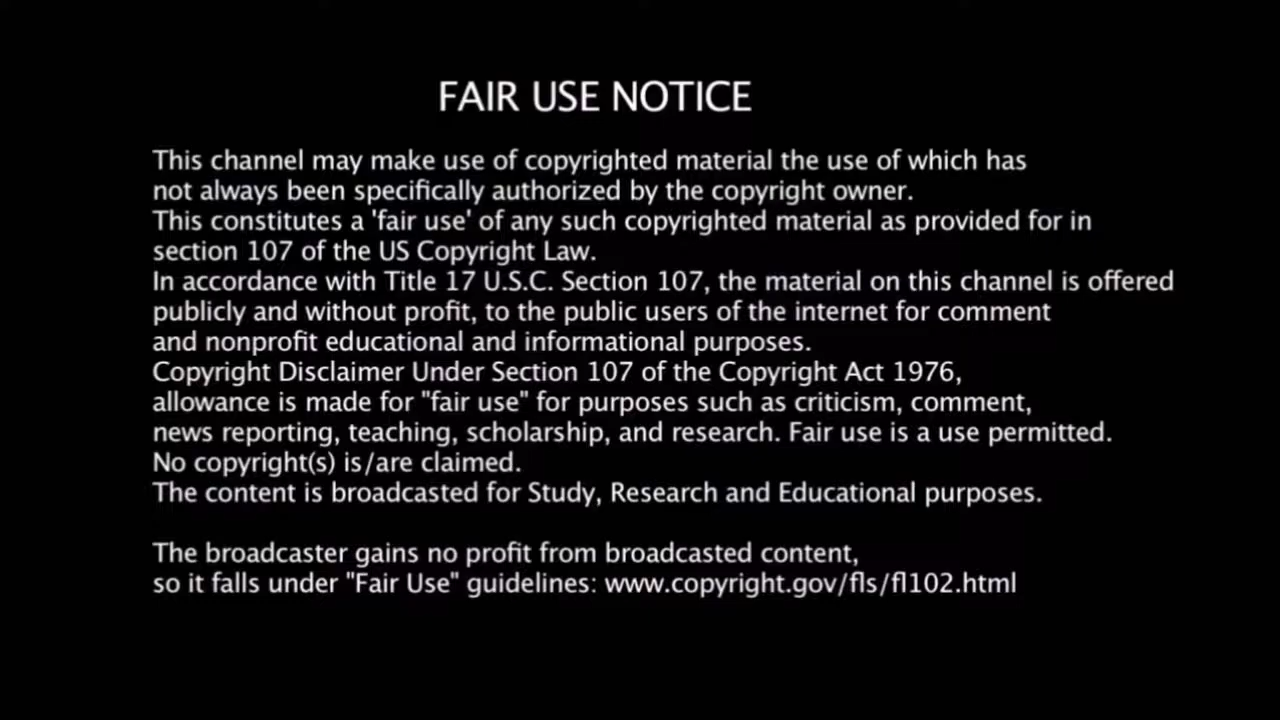 FAIR USE NOTICE
This channel may make use of copyrighted material the use of which has
not always been specifically authorized by the copyright owner.
This constitutes a 'fair use' of any such copyrighted material as provided for in
section 107 of the US Copyright Law.
In accordance with Title 17 U.S.C. Section 107, the material on this channel is offered
publicly and without profit, to the public users of the internet for comment
and nonprofit educational and informational purposes.
Copyright Disclaimer Under Section 107 of the Copyright Act 1976,
allowance is made for "fair use" for purposes such as criticism, comment,
news reporting, teaching, scholarship, and research. Fair use is a use permitted.
No copyright(s) is/are claimed.
The content is broadcasted for Study, Research and Educational purposes.
The broadcaster gains no profit from broadcasted content,
so it falls under "Fair Use" guidelines: www.copyright.gov/fls/fl102.html